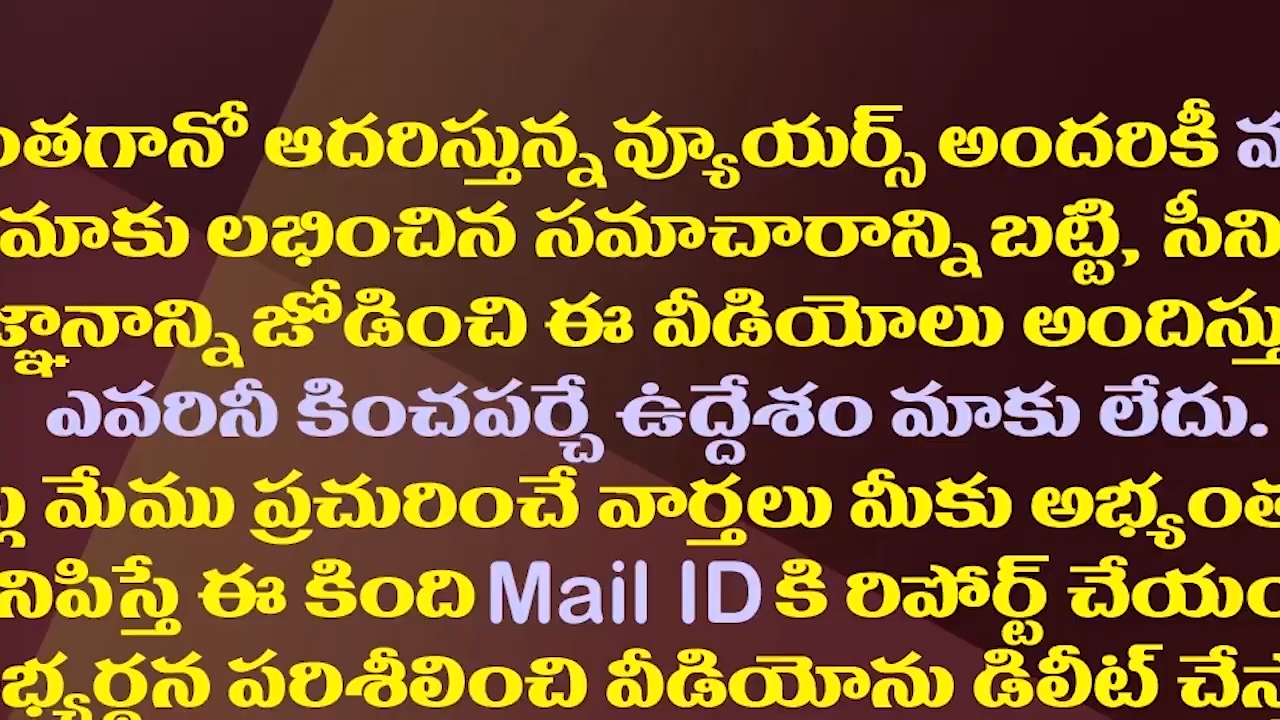 ఆదరిస్తున్న వ్యూయర్స్ అందరికీ
మాకు లభించిన సమాచారాన్ని బట్టి,
జోడించి ఈ వీడియోలు
ఎవరినీ కించపర్చే ఉద్దేశం మాకు లేదు.
మేము ప్రచురించే వార్తలు మీకు
ఈ కింది Mail ID కి రిపోర్ట్
పరిశీలించి వీడియోను డిలీట్